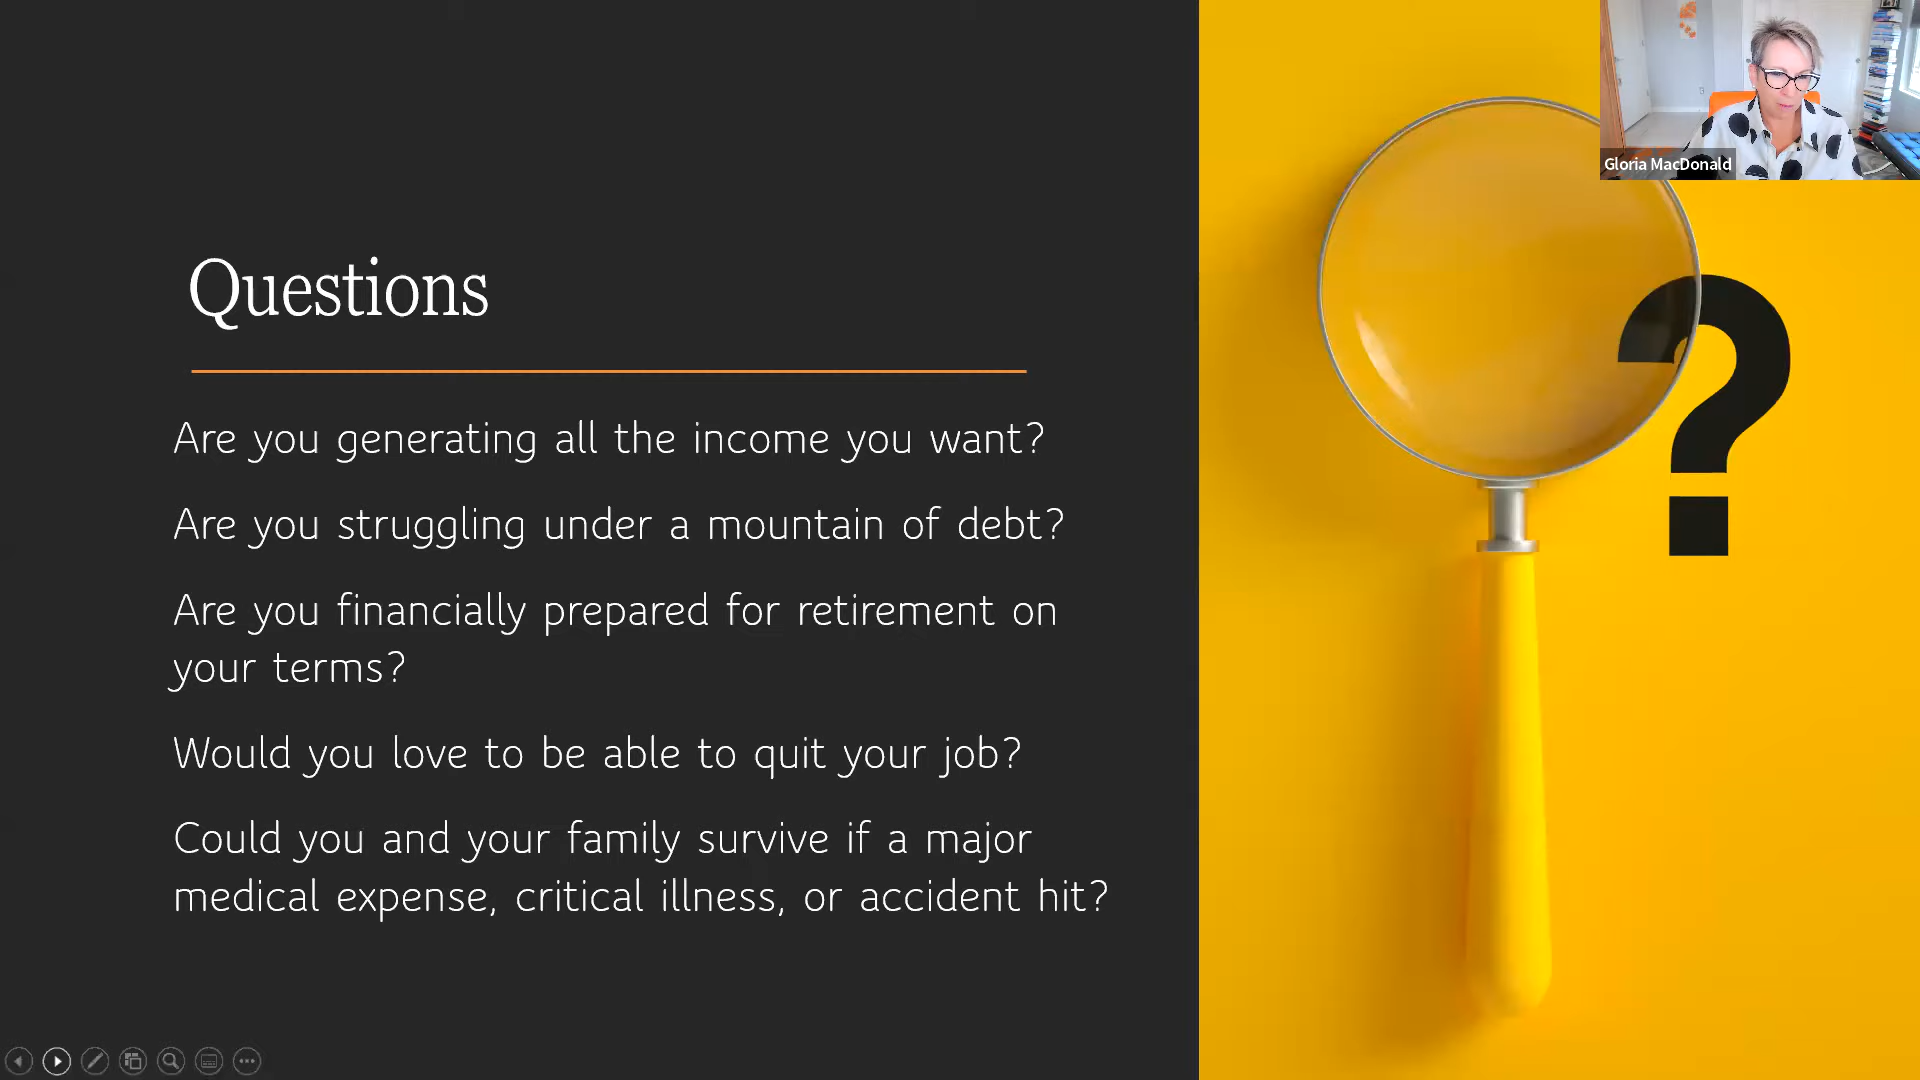 Gloria MacDonald
Questions
Are you generating all the income you want?
Are you struggling under a mountain of debt?
Are you financially prepared for retirement on
your terms?
Would you love to be able to quit your job?
Could you and your family survive if a major
medical expense, critical illness, or accident hit?
?